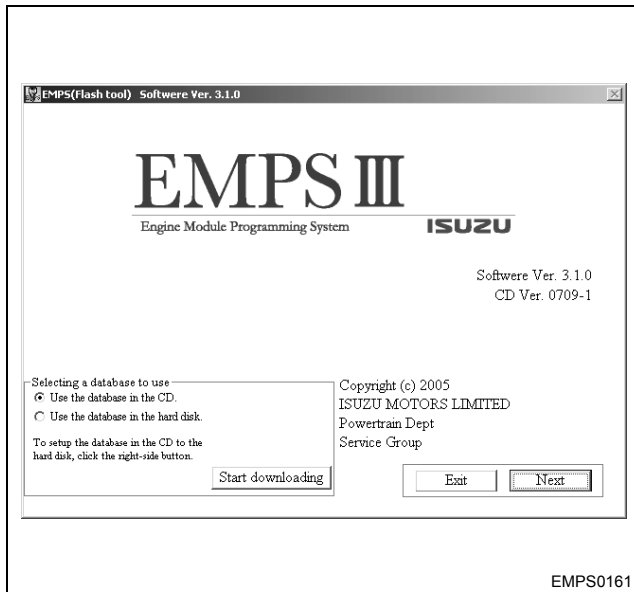 EMPS(Flash tool) Softwere Ver. 3.1.0
EMPS III
Engine Module Programming System
ISUZU
Softwere Ver. 3.1.0
CD Ver. 0709-1
Selecting a database to use
Use the database in the CD.
Use the database in the hard disk.
To setup the database in the CD to the
hard disk, click the right-side button.
Start downloading
Copyright (c) 2005
ISUZU MOTORS LIMITED
Powertrain Dept
Service Group
Exit
Next
EMPS0161